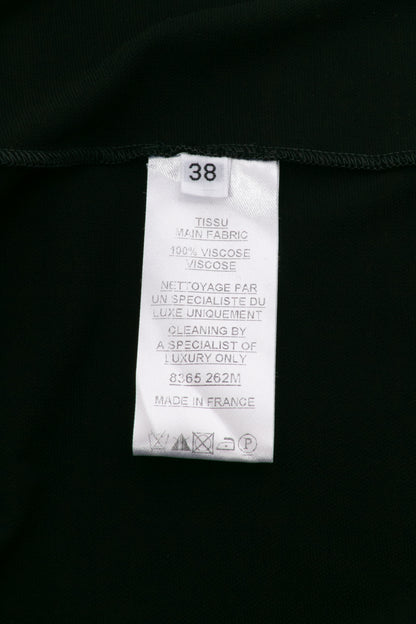 38
TISSU
MAIN FABRIC
100% VISCOSE
VISCOSE
NETTOYAGE PAR
UN SPECIALISTE DU
LUXE UNIQUEMENT
CLEANING BY
A SPECIALIST OF
LUXURY ONLY
8365 262M
MADE IN FRANCE
P